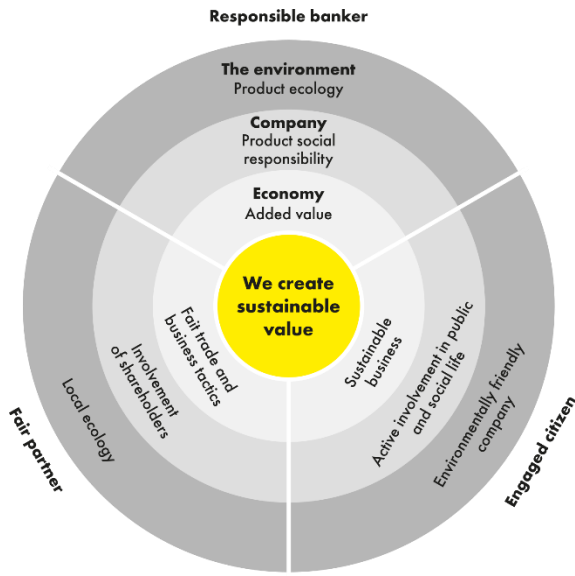 Responsible banker
The environment
Product ecology
Company
Product social
responsibility
Economy
Added value
We create
sustainable
value
Fair trade and
business tactics
Involvement
of shareholders
Local ecology
Fair partner
Sustainable
business
Active involvement in public
and social life
Environmentally friendly
company
Engaged citizen